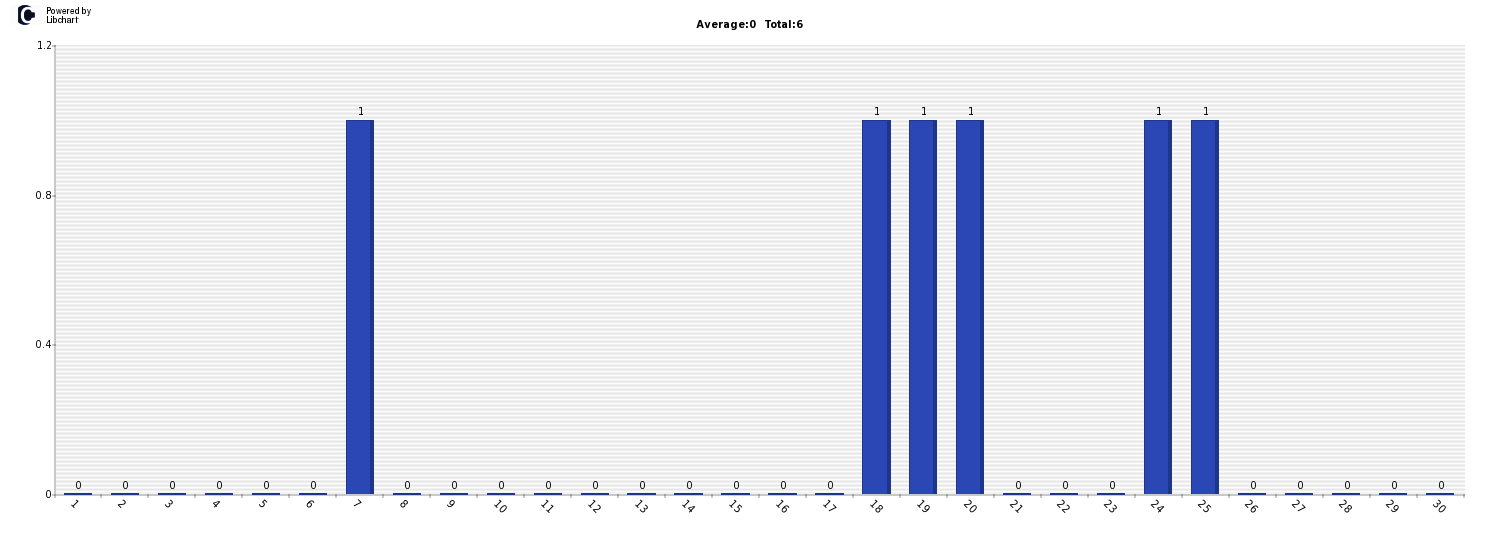 Powered by
Libchart
Average:0 Total:6
1.2
0.8
0.4
0
0 0 0 0 0 0 1 0 0 0 0 0 0 0 0 0 0 1 1 1 0 0 0 1 1 0 0 0 0 0
1 2 3 4 5 6 7 8 9 10 11 12 13 14 15 16 17 18 19 20 21 22 23 24 25 26 27 28 29 30